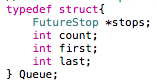 typedef struct{
    FutureStop *stops;
    int count;
    int first;
    int last;
} Queue;